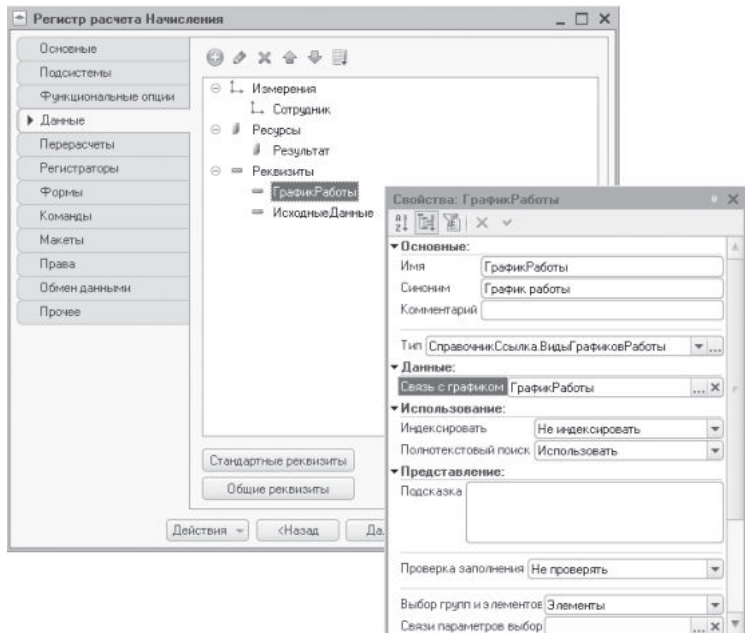 Регистр расчета Начисления
Основные
Подсистемы
Функциональные опции
Данные
Перерасчеты
Регистраторы
Формы
Команды
Макеты
Права
Обмен данными
Прочее
Измерения
Сотрудник
Ресурсы
Результат
Реквизиты
ГрафикРаботы
ИсходныеДанные
Стандартные реквизиты
Общие реквизиты
Действия
<Назад
Свойства: ГрафикРаботы
Основные:
Имя ГрафикРаботы
Синоним График работы
Комментарий
Тип СправочникСсылка.ВидыГрафиковРаботы
Данные:
Связь с графиком ГрафикРаботы
Использование:
Индексировать Не индексировать
Полнотекстовый поиск Использовать
Представление:
Подсказка
Проверка заполнения Не проверять
Выбор групп и элементов Элементы
Связи параметров выбор